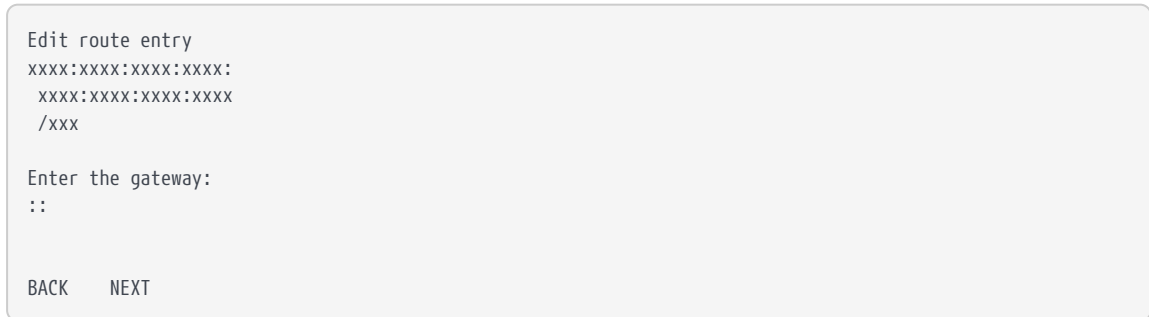 Edit route entry
xxxx:xxxx:xxxx:xxxx:
xxxx:xxxx:xxxx:xxxx
/xxx
Enter the gateway:
::
BACK NEXT